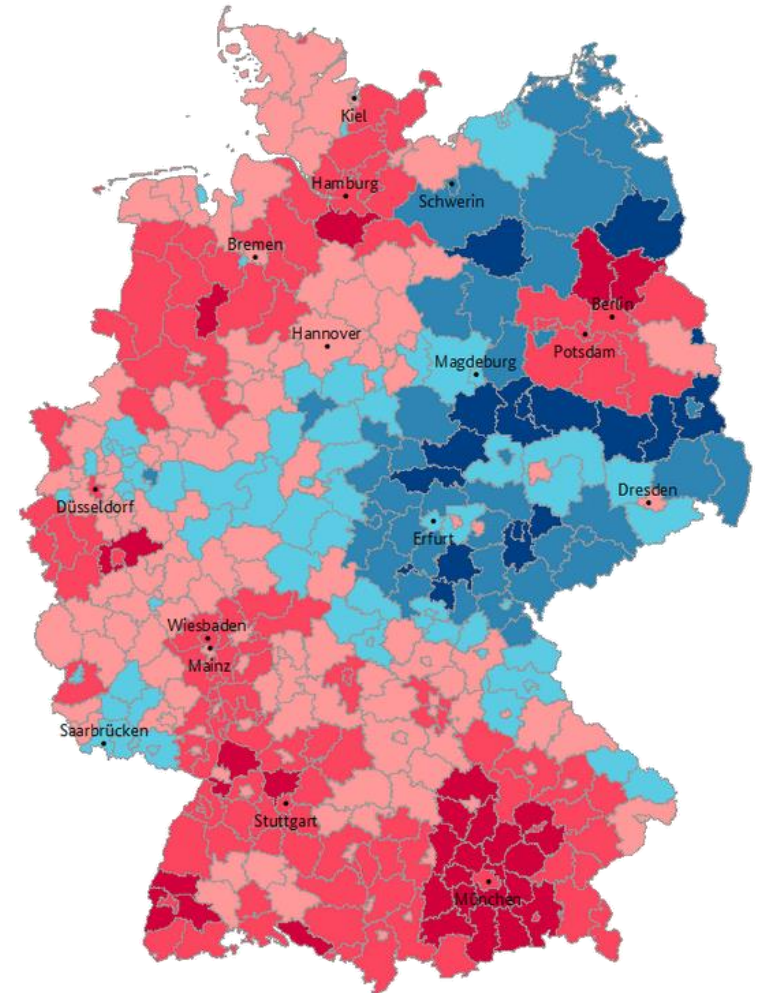 Kiel
Hamburg
Schwerin
Bremen
Berlin
Hannover
Potsdam
Magdeburg
Düsseldorf
Dresden
Erfurt
Wiesbaden
Mainz
Saarbrücken
Stuttgart
München